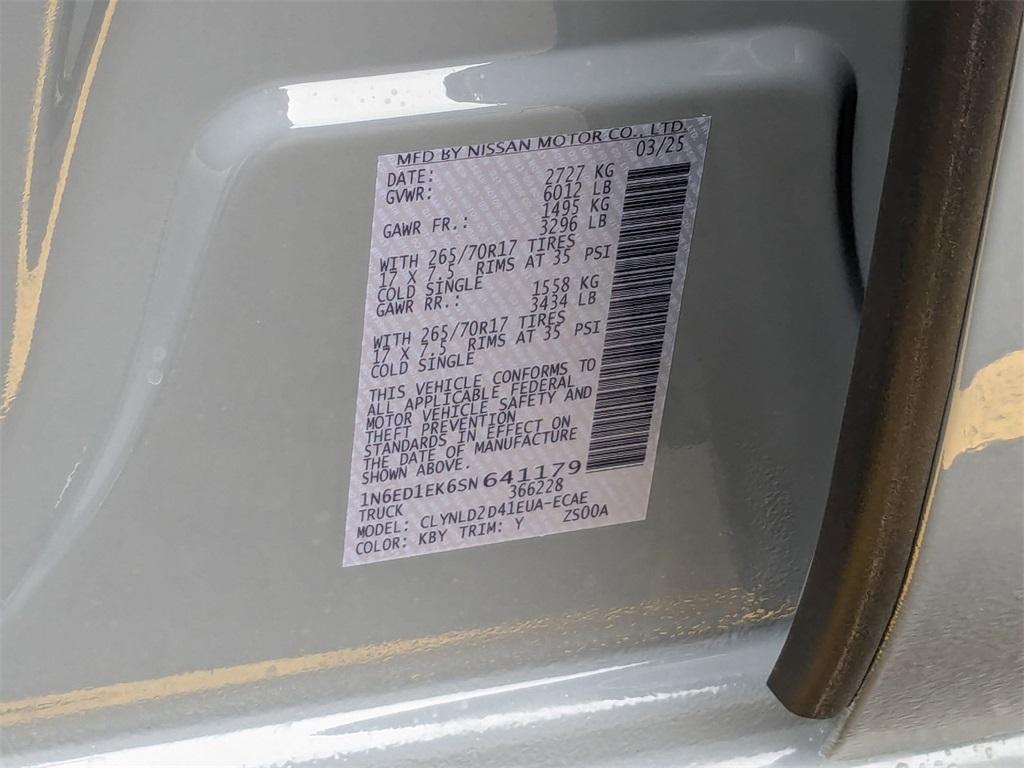 MFD BY NISSAN MOTOR CO., LTD.
DATE: 03/25
GVWR: 2727 KG
6012 LB
GAWR FR.: 1495 KG
3296 LB
WITH 265/70R17 TIRES
17 X 7.5 RIMS AT 35 PSI
COLD SINGLE
GAWR RR.: 1558 KG
3434 LB
WITH 265/70R17 TIRES
17 X 7.5 RIMS AT 35 PSI
COLD SINGLE
THIS VEHICLE CONFORMS TO
ALL APPLICABLE FEDERAL
MOTOR VEHICLE SAFETY AND
THEFT PREVENTION
STANDARDS IN EFFECT ON
THE DATE OF MANUFACTURE
SHOWN ABOVE.
1N6ED1EK6SN641179
TRUCK 366228
MODEL: CLYNLD2D41EUA-ECAE
COLOR: KBY TRIM: Y ZS00A